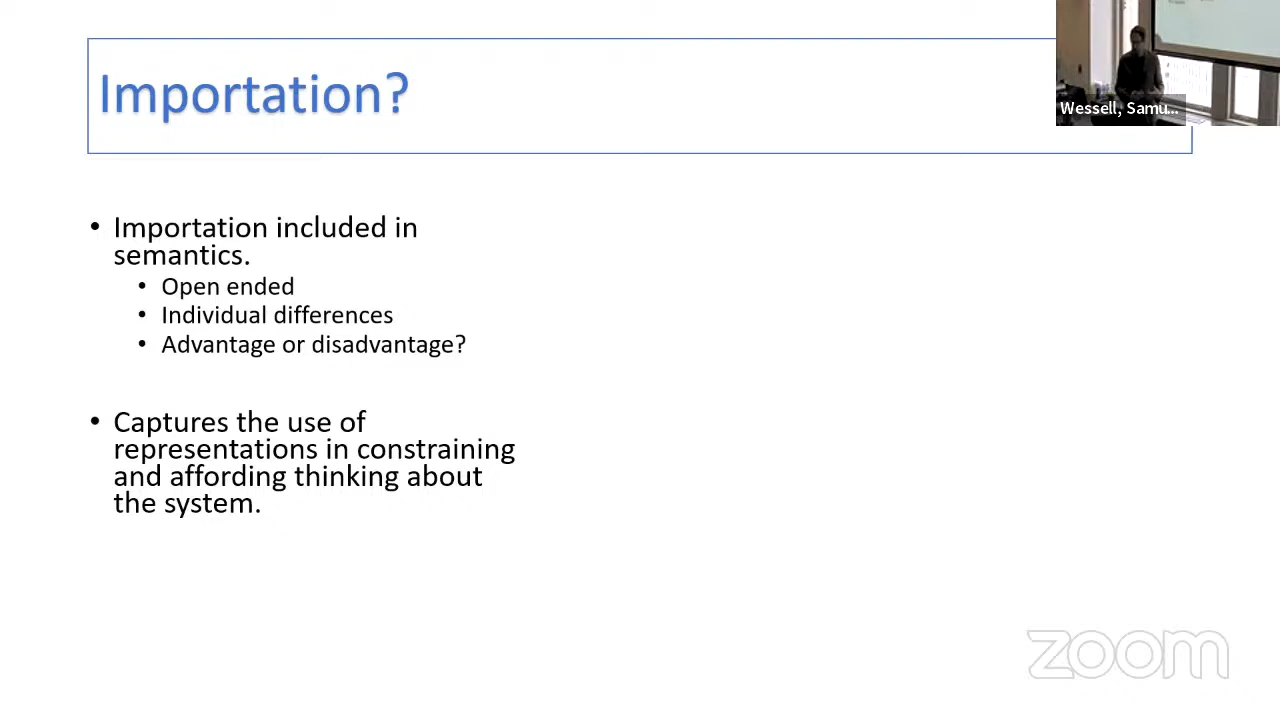 Importation?
Wessell, Samu...
• Importation included in
semantics.
• Open ended
• Individual differences
• Advantage or disadvantage?
• Captures the use of
representations in constraining
and affording thinking about
the system.
zoom